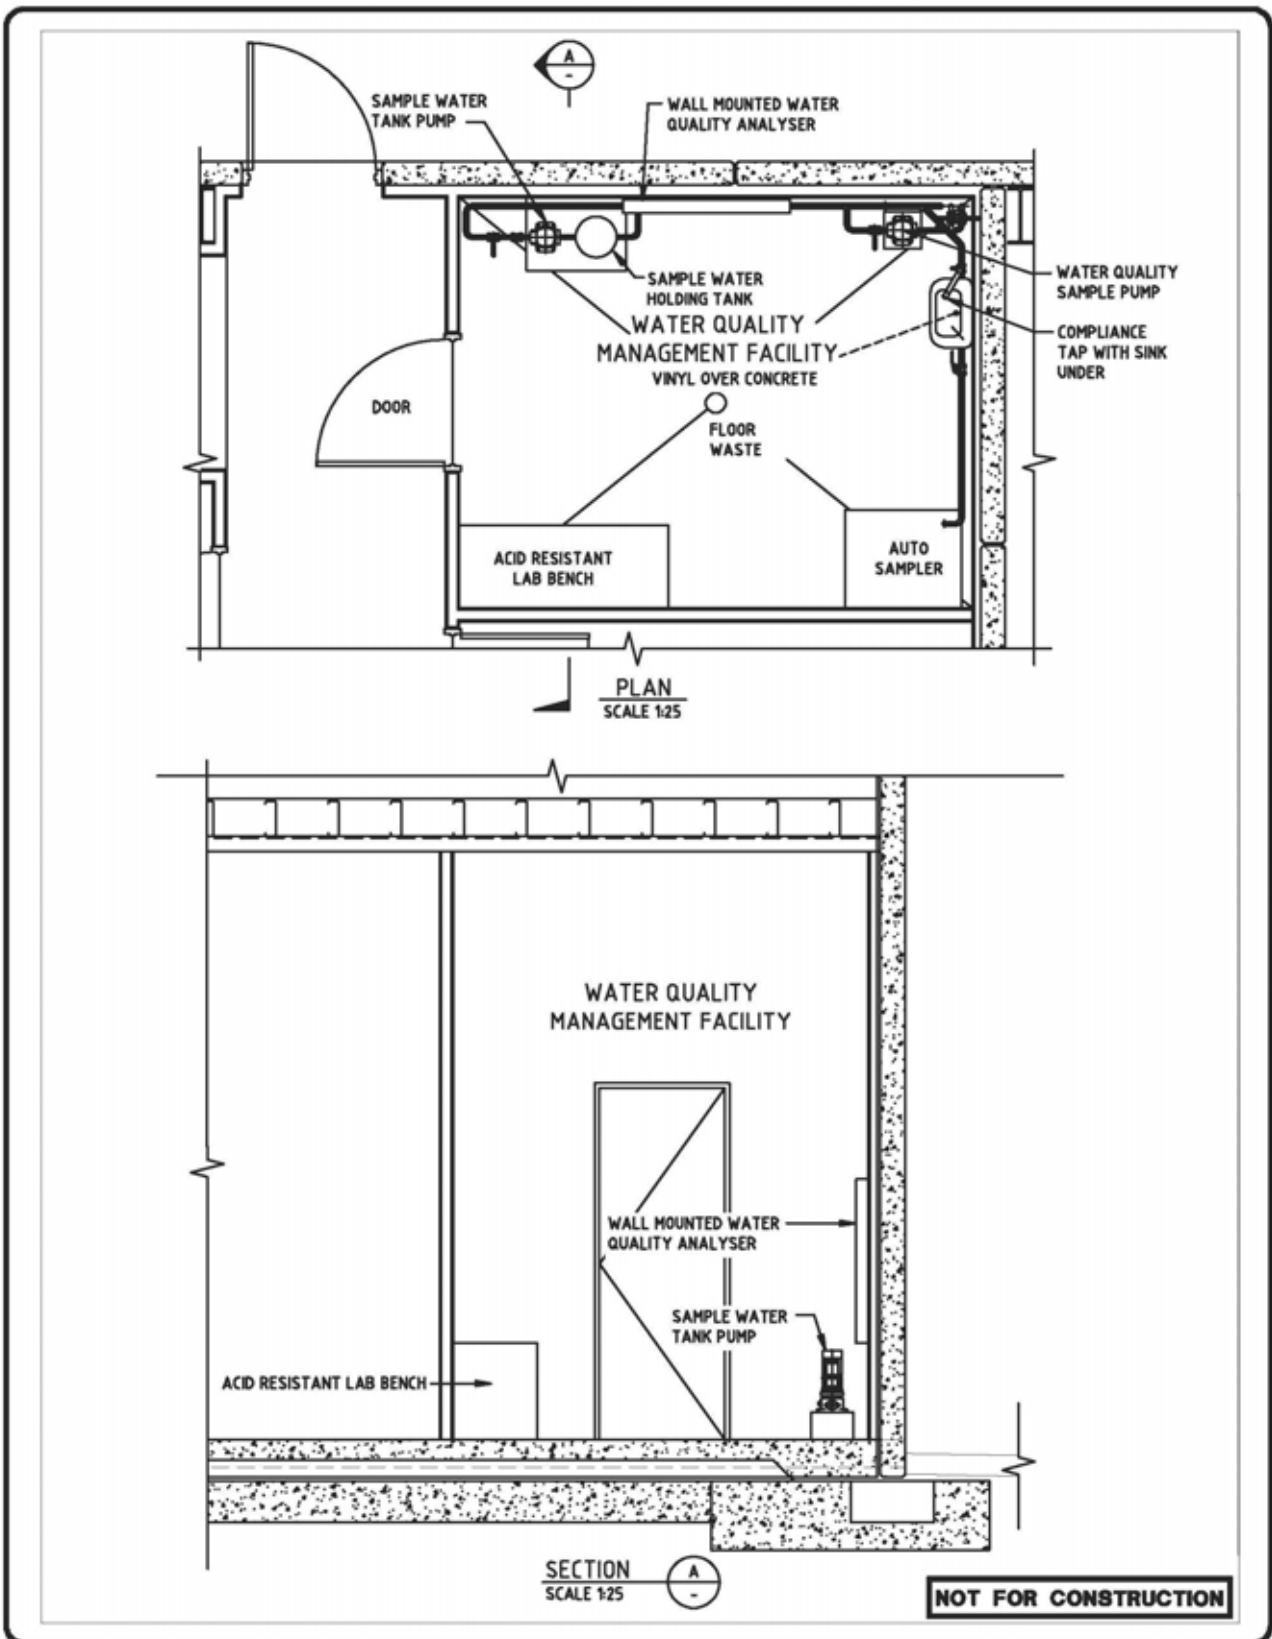 A
-
SAMPLE WATER
TANK PUMP
WALL MOUNTED WATER
QUALITY ANALYSER
SAMPLE WATER
HOLDING TANK
WATER QUALITY
SAMPLE PUMP
WATER QUALITY
MANAGEMENT FACILITY
VINYL OVER CONCRETE
COMPLIANCE
TAP WITH SINK
UNDER
DOOR
FLOOR
WASTE
ACID RESISTANT
LAB BENCH
AUTO
SAMPLER
PLAN
SCALE 1:25
WATER QUALITY
MANAGEMENT FACILITY
WALL MOUNTED WATER
QUALITY ANALYSER
SAMPLE WATER
TANK PUMP
ACID RESISTANT LAB BENCH
SECTION
SCALE 1:25
A
-
NOT FOR CONSTRUCTION